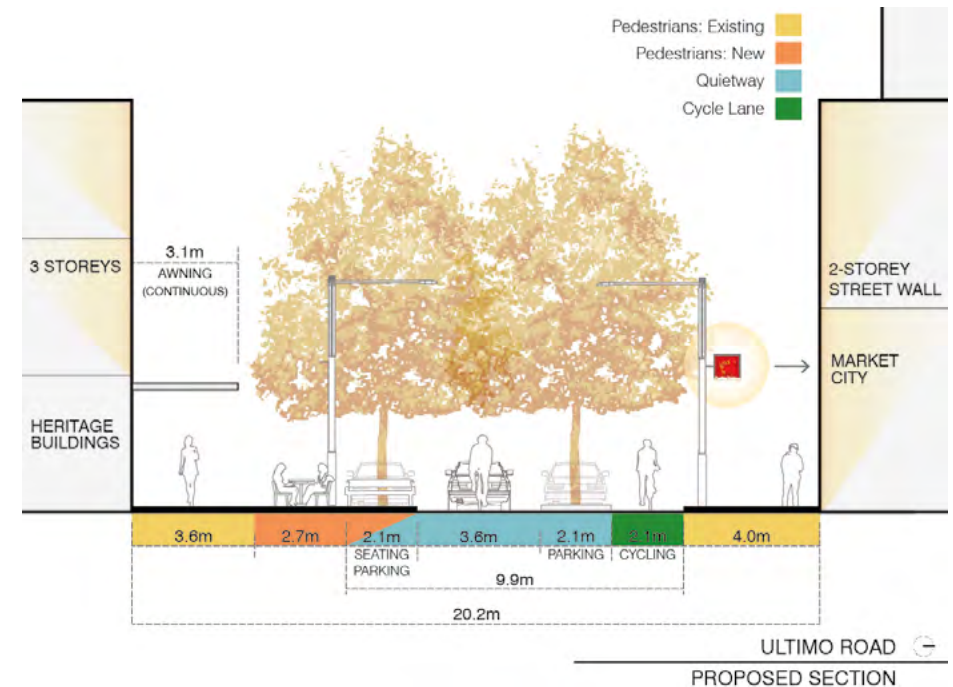 Pedestrians: Existing
Pedestrians: New
Quietway
Cycle Lane
3.1m
AWNING
(CONTINUOUS)
3 STOREYS
HERITAGE
BUILDINGS
2-STOREY
STREET WALL
MARKET
CITY
3.6m 2.7m 2.1m 3.6m 2.1m 2.1m 4.0m
SEATING PARKING CYCLING
PARKING
9.9m
20.2m
ULTIMO ROAD
PROPOSED SECTION